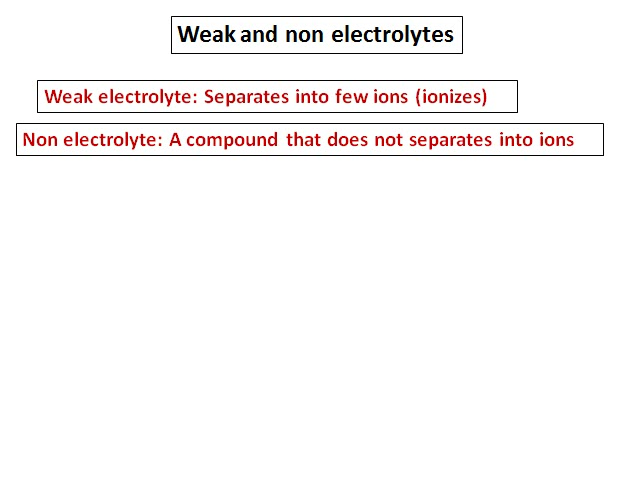 Weak and non electrolytes
Weak electrolyte: Separates into few ions (ionizes)
Non electrolyte: A compound that does not separates into ions